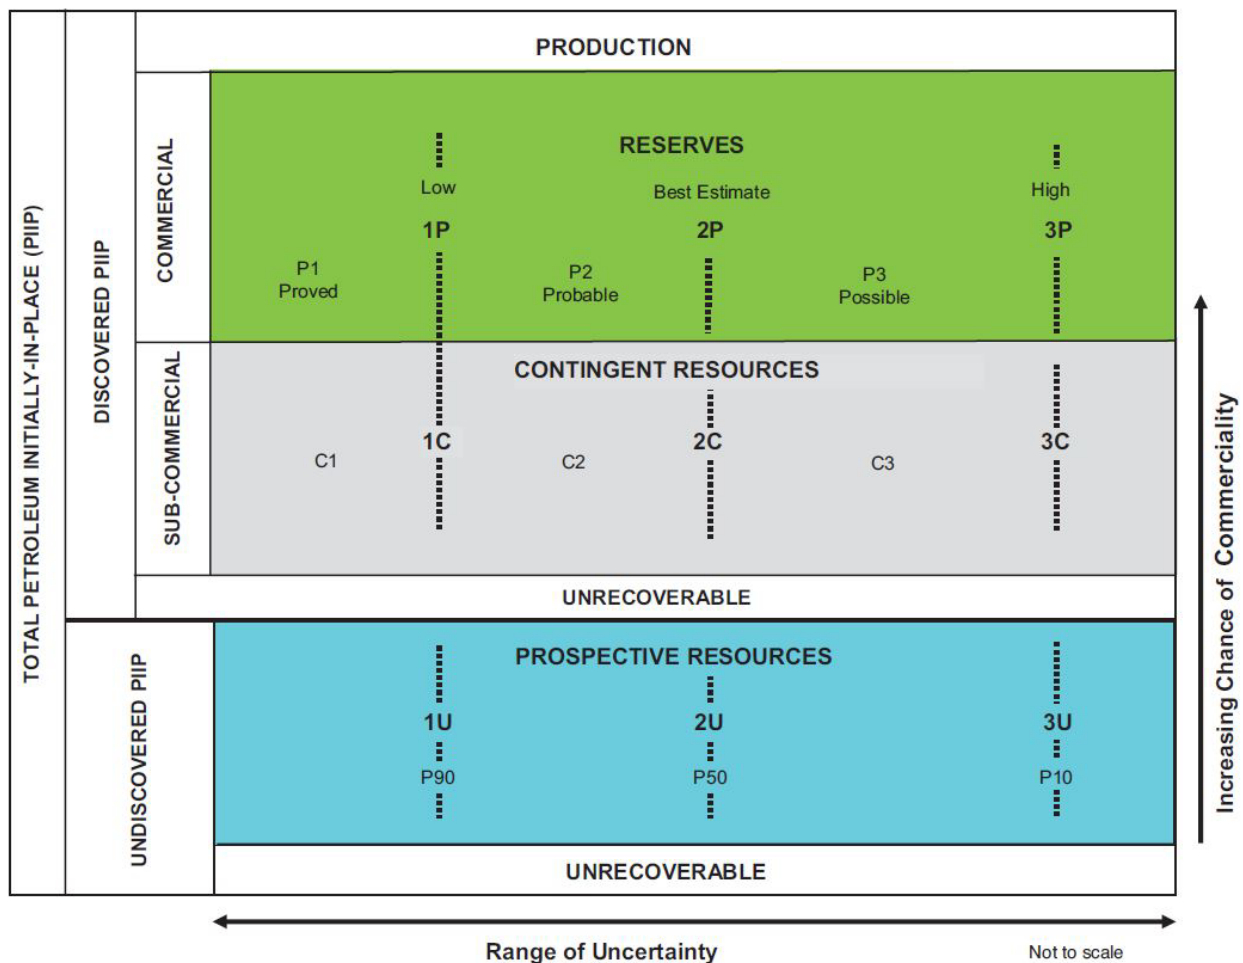 TOTAL PETROLEUM INITIALLY-IN-PLACE (PIIP)
DISCOVERED PIIP
UNDISCOVERED PIIP
COMMERCIAL
SUB-COMMERCIAL
PRODUCTION
RESERVES
Low
Best Estimate
High
1P
2P
3P
P1
Proved
P2
Probable
P3
Possible
CONTINGENT RESOURCES
1C
2C
3C
C1
C2
C3
UNRECOVERABLE
PROSPECTIVE RESOURCES
1U
2U
3U
P90
P50
P10
UNRECOVERABLE
Increasing Chance of Commerciality
Range of Uncertainty
Not to scale